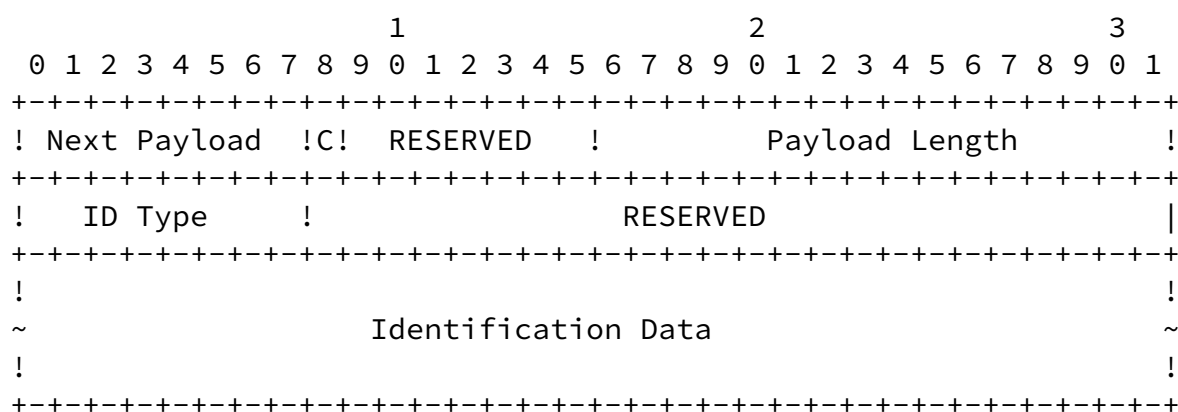 1                   2                   3
 0 1 2 3 4 5 6 7 8 9 0 1 2 3 4 5 6 7 8 9 0 1 2 3 4 5 6 7 8 9 0 1
+-+-+-+-+-+-+-+-+-+-+-+-+-+-+-+-+-+-+-+-+-+-+-+-+-+-+-+-+-+-+-+-+
! Next Payload  !C!  RESERVED   !         Payload Length        !
+-+-+-+-+-+-+-+-+-+-+-+-+-+-+-+-+-+-+-+-+-+-+-+-+-+-+-+-+-+-+-+-+
!   ID Type     !                 RESERVED                      |
+-+-+-+-+-+-+-+-+-+-+-+-+-+-+-+-+-+-+-+-+-+-+-+-+-+-+-+-+-+-+-+-+
!                                                               !
~                   Identification Data                         ~
!                                                               !
+-+-+-+-+-+-+-+-+-+-+-+-+-+-+-+-+-+-+-+-+-+-+-+-+-+-+-+-+-+-+-+-+